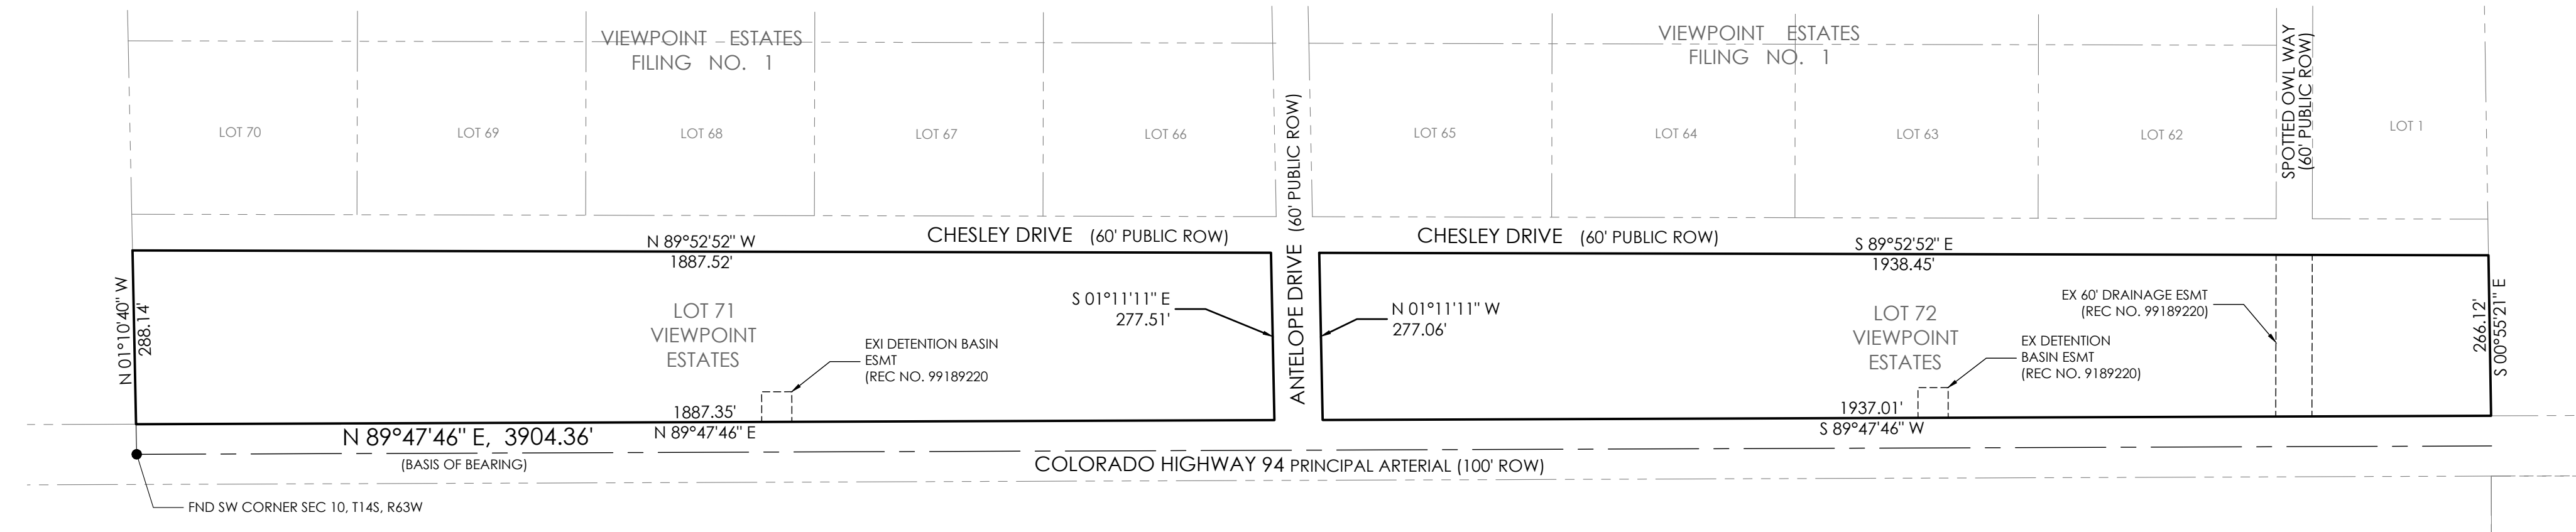 VIEWPOINT ESTATES
FILING NO. 1
VIEWPOINT ESTATES
FILING NO. 1
SPOTTED OWL WAY
(60' PUBLIC ROW)
LOT 70
LOT 69
LOT 68
LOT 67
LOT 66
LOT 65
LOT 64
LOT 63
LOT 62
LOT 1
CHESLEY DRIVE (60' PUBLIC ROW)
ANTELOPE DRIVE (60' PUBLIC ROW)
CHESLEY DRIVE (60' PUBLIC ROW)
N 89°52'52" W
1887.52'
S 89°52'52" E
1938.45'
N 01°10'40" W
288.14'
LOT 71
VIEWPOINT
ESTATES
EXI DETENTION BASIN
ESMT
(REC NO. 99189220
S 01°11'11" E
277.51'
N 01°11'11" W
277.06'
LOT 72
VIEWPOINT
ESTATES
EX DETENTION
BASIN ESMT
(REC NO. 9189220)
EX 60' DRAINAGE ESMT
(REC NO. 99189220)
266.12'
S 00°55'21" E
1887.35'
N 89°47'46" E
1937.01'
S 89°47'46" W
N 89°47'46" E, 3904.36'
(BASIS OF BEARING)
COLORADO HIGHWAY 94 PRINCIPAL ARTERIAL (100' ROW)
FND SW CORNER SEC 10, T14S, R63W